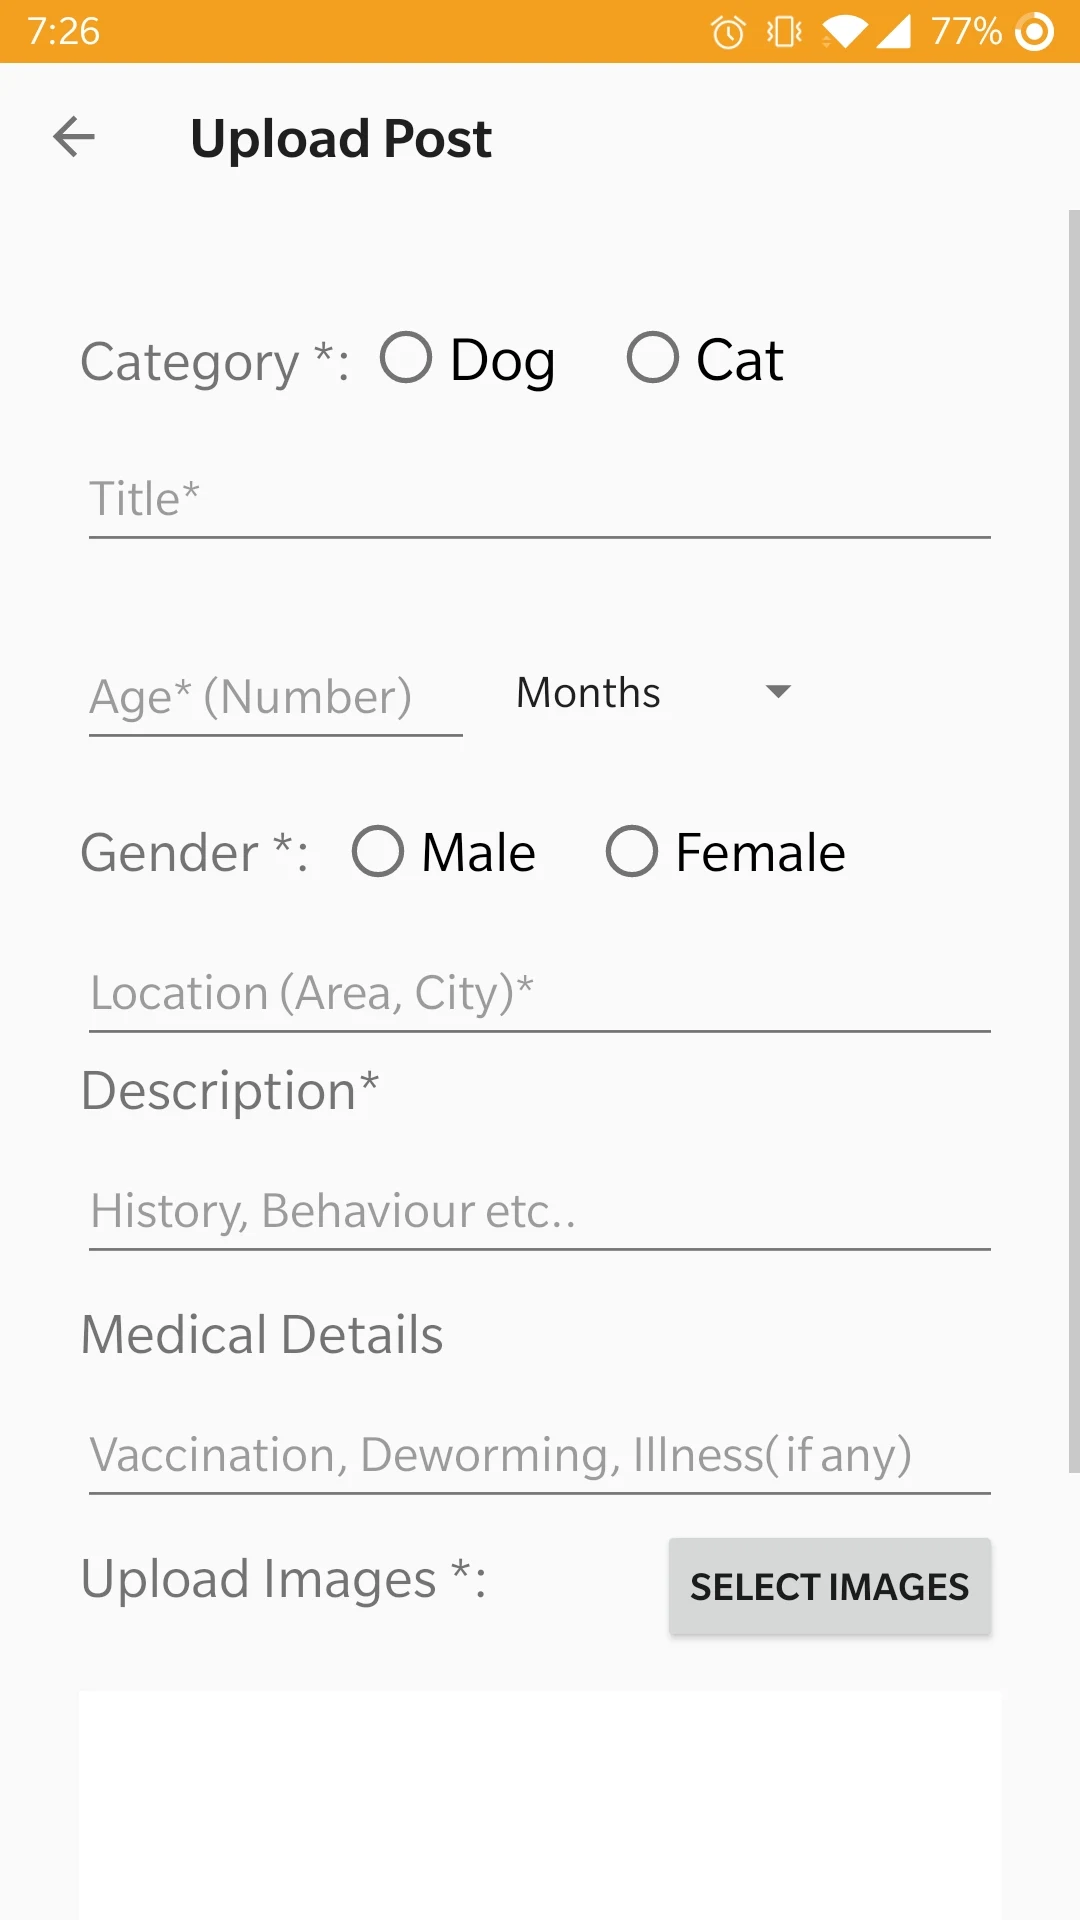 7:26 77%
Upload Post
Category *: Dog Cat
Title*
Age* (Number) Months
Gender *: Male Female
Location (Area, City)*
Description*
History, Behaviour etc..
Medical Details
Vaccination, Deworming, Illness( if any)
Upload Images *: SELECT IMAGES